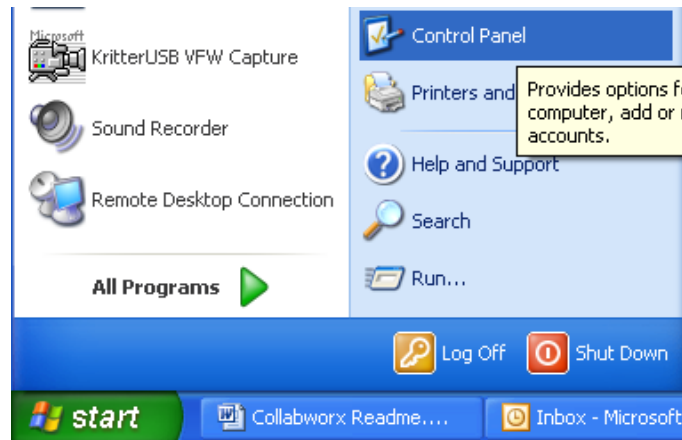 Microsoft
KritterUSB VFW Capture
Sound Recorder
Remote Desktop Connection
All Programs
Control Panel
Printers and
Provides options f
computer, add or
accounts.
Help and Support
Search
Run...
Log Off
Shut Down
start
Collabworx Readme....
Inbox - Microsoft